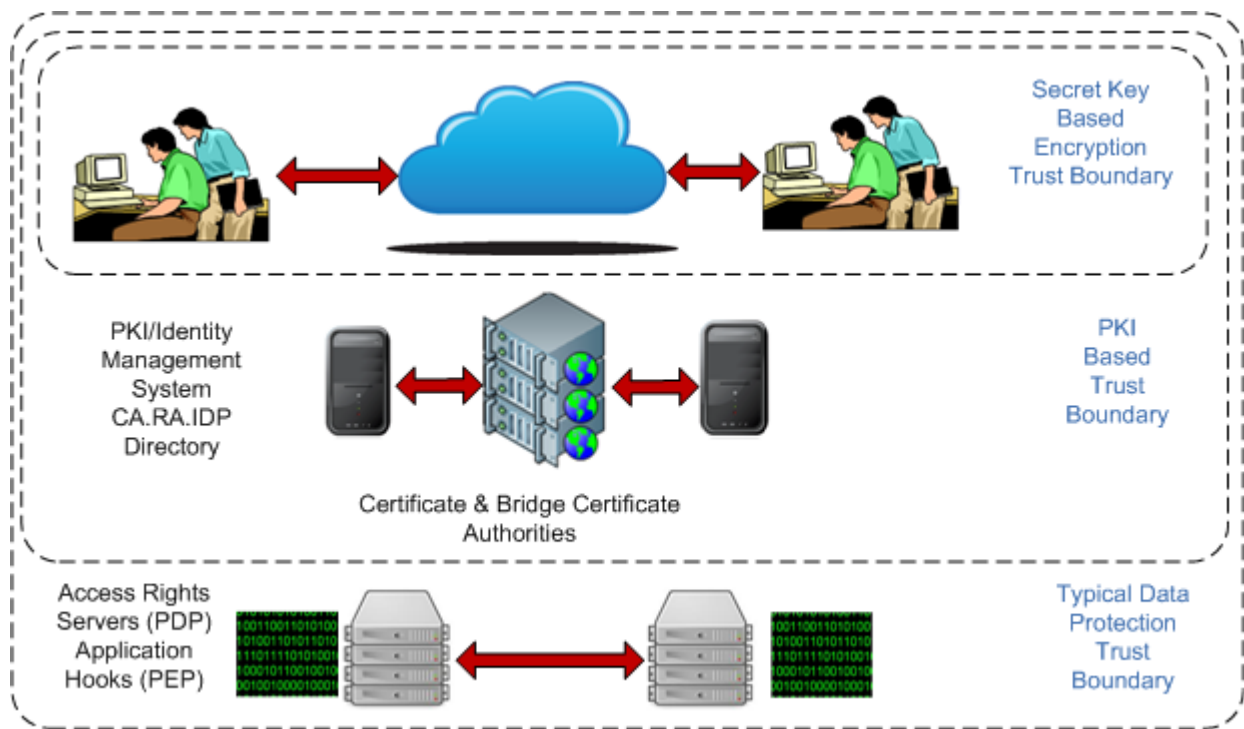 Secret Key
Based
Encryption
Trust Boundary
PKI/Identity
Management
System
CA.RA.IDP
Directory
PKI
Based
Trust
Boundary
Certificate & Bridge Certificate
Authorities
Access Rights
Servers (PDP)
Application
Hooks (PEP)
Typical Data
Protection
Trust
Boundary